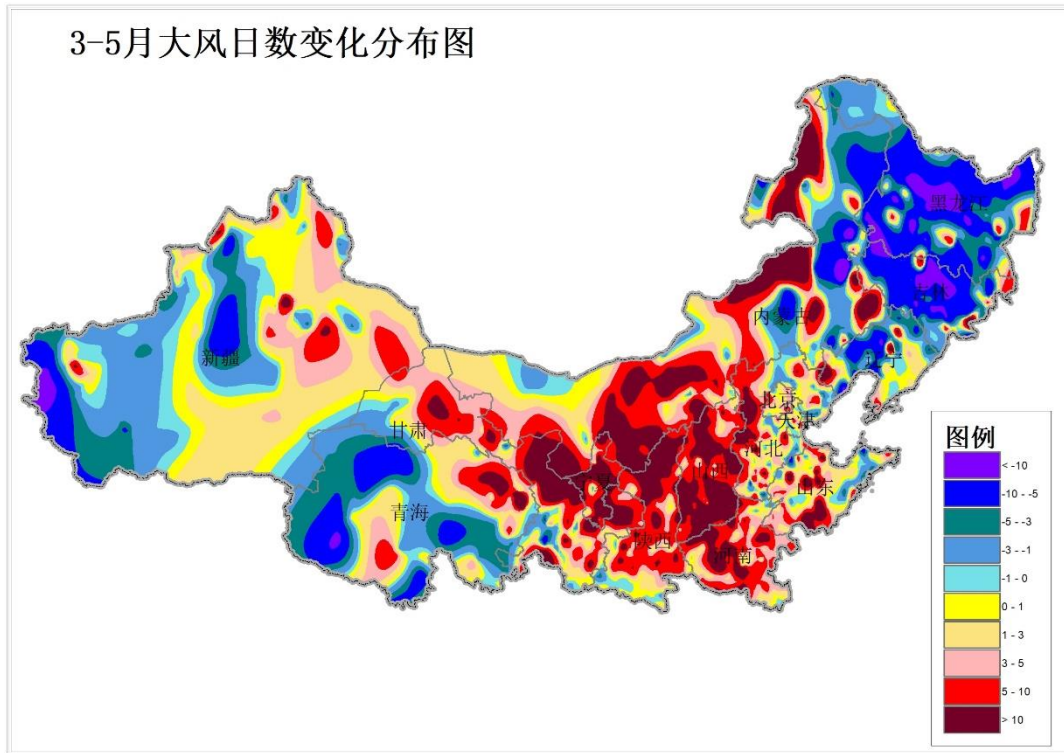 3-5月大风日数变化分布图
黑龙江
吉林
内蒙古
辽宁
新疆
北京
天津
甘肃
河北
山西
山东
青海
陕西
河南
图例
< -10
-10 - -5
-5 - -3
-3 - -1
-1 - 0
0 - 1
1 - 3
3 - 5
5 - 10
> 10